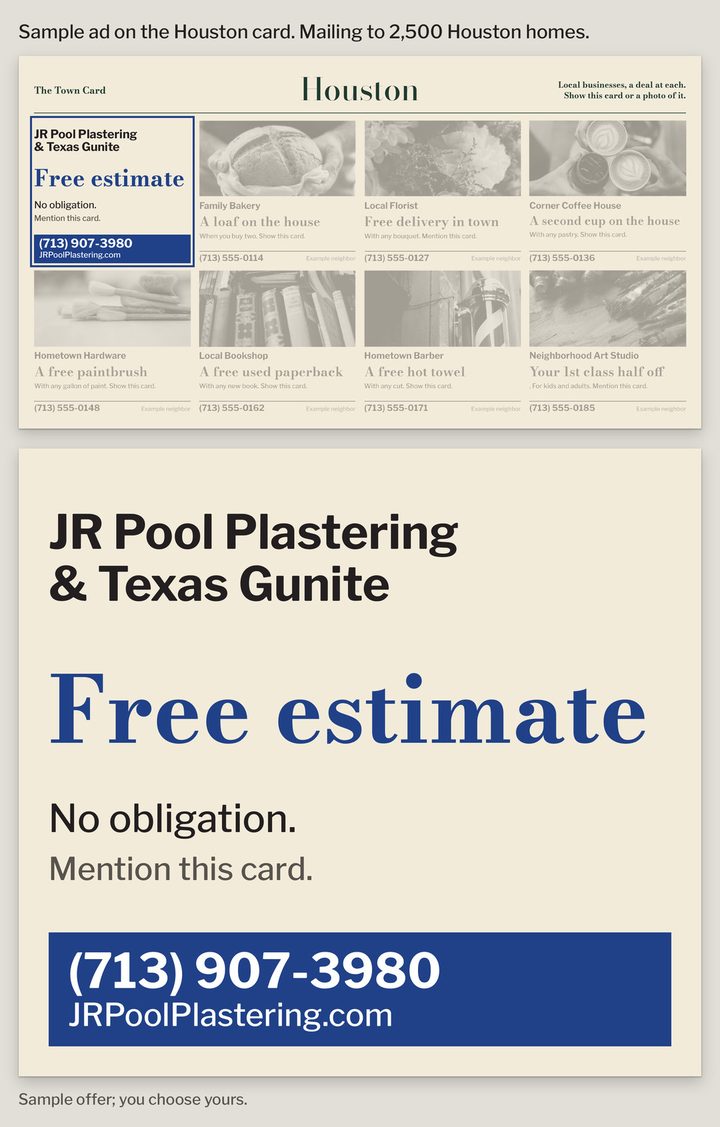 Sample ad on the Houston card. Mailing to 2,500 Houston homes.
The Town Card
Houston
Local businesses, a deal at each.
Show this card or a photo of it.
JR Pool Plastering
& Texas Gunite
Free estimate
No obligation.
Mention this card.
(713) 907-3980
JRPoolPlastering.com
Family Bakery
A loaf on the house
When you buy two. Show this card.
(713) 555-0114
Example neighbor
Local Florist
Free delivery in town
With any bouquet. Mention this card.
(713) 555-0127
Example neighbor
Corner Coffee House
A second cup on the house
With any pastry. Show this card.
(713) 555-0136
Example neighbor
Hometown Hardware
A free paintbrush
With any gallon of paint. Show this card.
(713) 555-0148
Example neighbor
Local Bookshop
A free used paperback
With any new book. Show this card.
(713) 555-0162
Example neighbor
Hometown Barber
A free hot towel
With any cut. Show this card.
(713) 555-0171
Example neighbor
Neighborhood Art Studio
Your 1st class half off
For kids and adults. Mention this card.
(713) 555-0185
Example neighbor
JR Pool Plastering
& Texas Gunite
Free estimate
No obligation.
Mention this card.
(713) 907-3980
JRPoolPlastering.com
Sample offer; you choose yours.